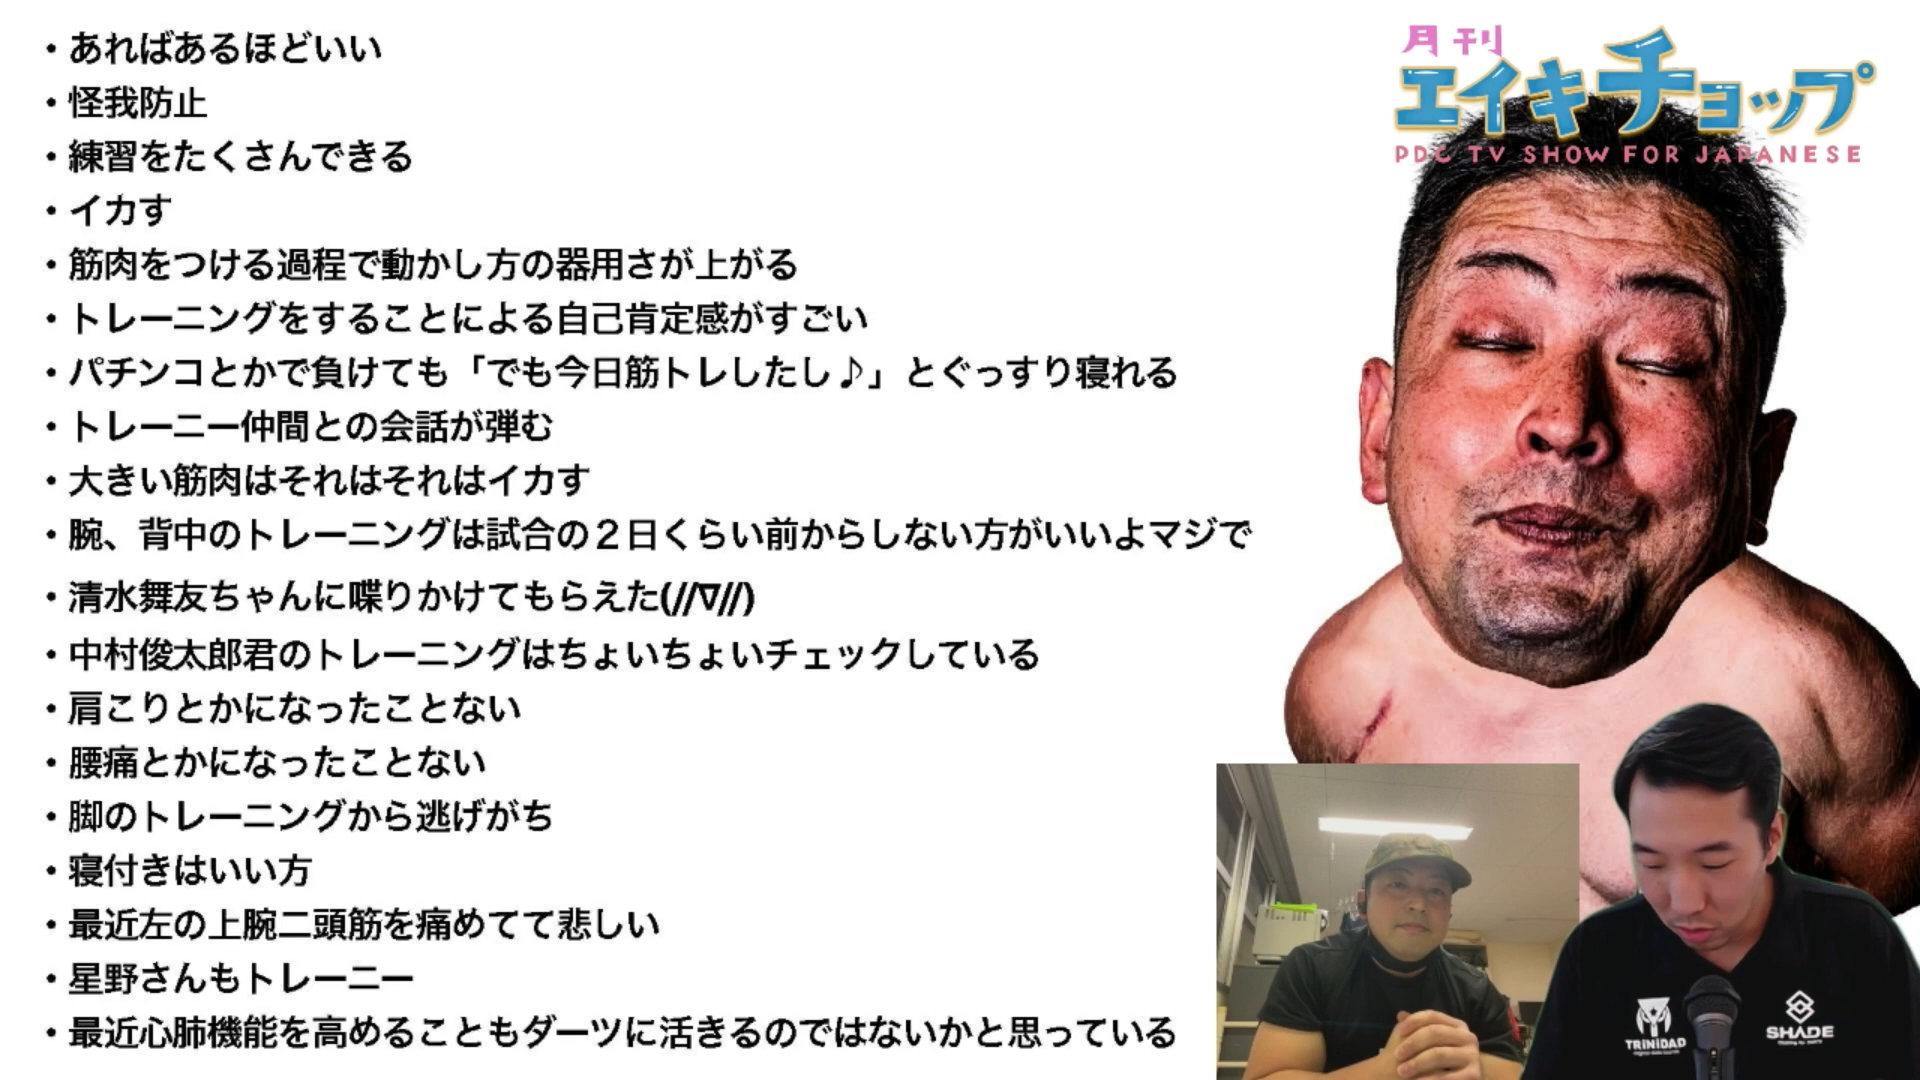 ・あればあるほどいい
・怪我防止
・練習をたくさんできる
・イカす
・筋肉をつける過程で動かし方の器用さが上がる
・トレーニングをすることによる自己肯定感がすごい
・パチンコとかで負けても「でも今日筋トレしたし♪」とぐっすり寝れる
・トレーニー仲間との会話が弾む
・大きい筋肉はそれはそれはイカす
・腕、背中のトレーニングは試合の２日くらい前からしない方がいいよマジで
・清水舞友ちゃんに喋りかけてもらえた(//∇//)
・中村俊太郎君のトレーニングはちょいちょいチェックしている
・肩こりとかになったことない
・腰痛とかになったことない
・脚のトレーニングから逃げがち
・寝付きはいい方
・最近左の上腕二頭筋を痛めてて悲しい
・星野さんもトレーニー
・最近心肺機能を高めることもダーツに活きるのではないかと思っている
月刊
エイキチョップ
PDC TV SHOW FOR JAPANESE
TRiNiDAD
SHADE